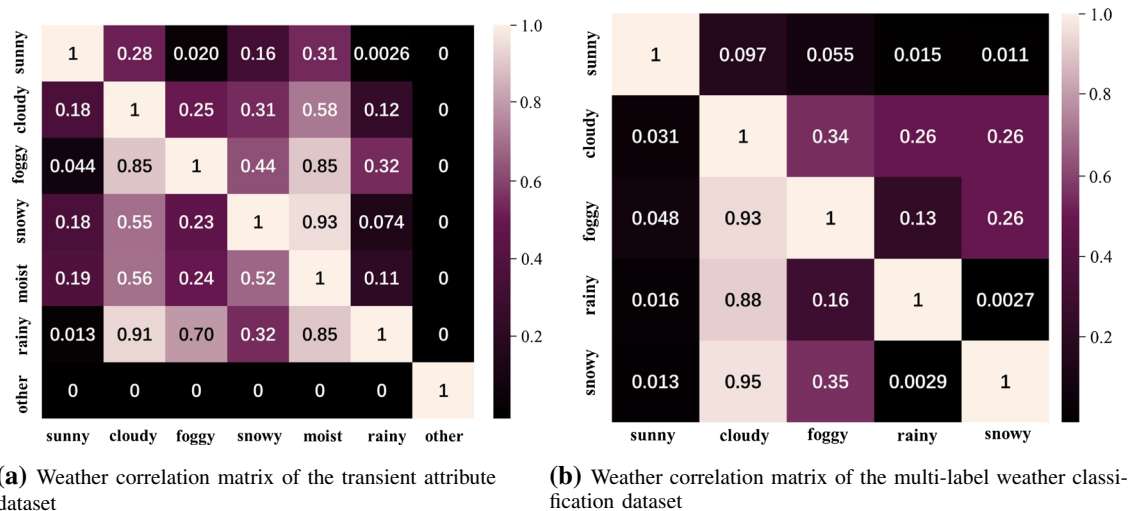 1.0
sunny 1 0.28 0.020 0.16 0.31 0.0026 0
cloudy 0.18 1 0.25 0.31 0.58 0.12 0
0.8
foggy 0.044 0.85 1 0.44 0.85 0.32 0
0.6
snowy 0.18 0.55 0.23 1 0.93 0.074 0
0.4
moist 0.19 0.56 0.24 0.52 1 0.11 0
rainy 0.013 0.91 0.70 0.32 0.85 1 0
0.2
other 0 0 0 0 0 0 1
sunny cloudy foggy snowy moist rainy other
(a) Weather correlation matrix of the transient attribute
dataset
1.0
sunny 1 0.097 0.055 0.015 0.011
0.8
cloudy 0.031 1 0.34 0.26 0.26
0.6
foggy 0.048 0.93 1 0.13 0.26
0.4
rainy 0.016 0.88 0.16 1 0.0027
0.2
snowy 0.013 0.95 0.35 0.0029 1
sunny cloudy foggy rainy snowy
(b) Weather correlation matrix of the multi-label weather classi-
fication dataset